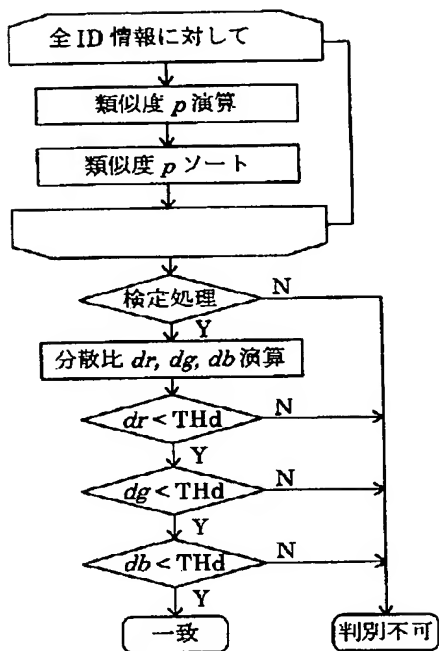 全ID情報に対して
類似度 p 演算
類似度 p ソート
検定処理
N
Y
分散比 dr, dg, db 演算
dr < THd
N
Y
dg < THd
N
Y
db < THd
N
Y
一致
判別不可